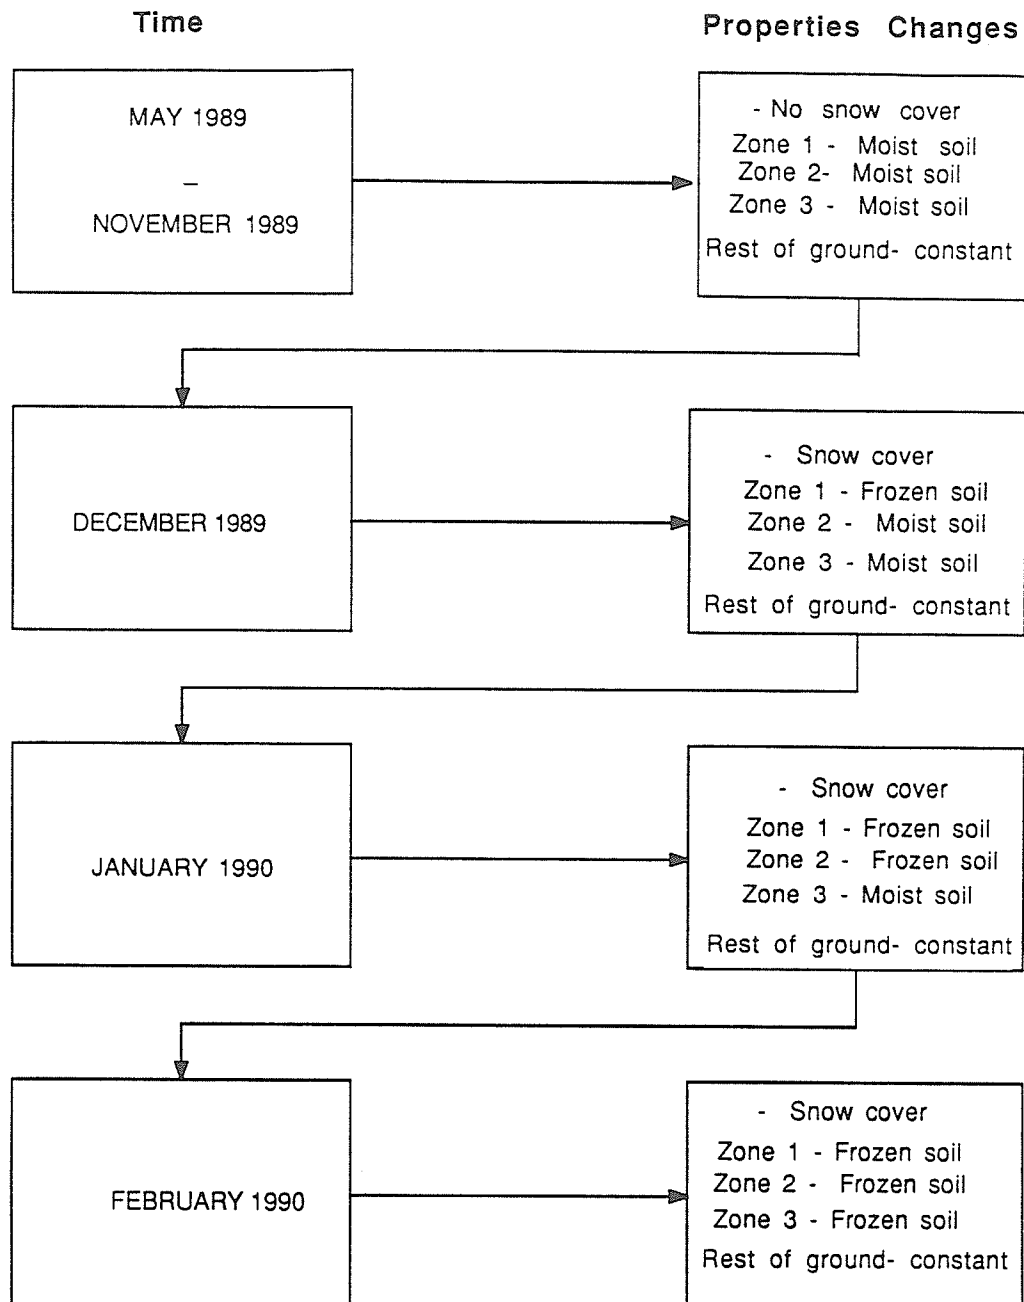 Time
Properties Changes
MAY 1989
–
NOVEMBER 1989
- No snow cover
Zone 1 - Moist soil
Zone 2- Moist soil
Zone 3 - Moist soil
Rest of ground- constant
DECEMBER 1989
- Snow cover
Zone 1 - Frozen soil
Zone 2 - Moist soil
Zone 3 - Moist soil
Rest of ground- constant
JANUARY 1990
- Snow cover
Zone 1 - Frozen soil
Zone 2 - Frozen soil
Zone 3 - Moist soil
Rest of ground- constant
FEBRUARY 1990
- Snow cover
Zone 1 - Frozen soil
Zone 2 - Frozen soil
Zone 3 - Frozen soil
Rest of ground- constant